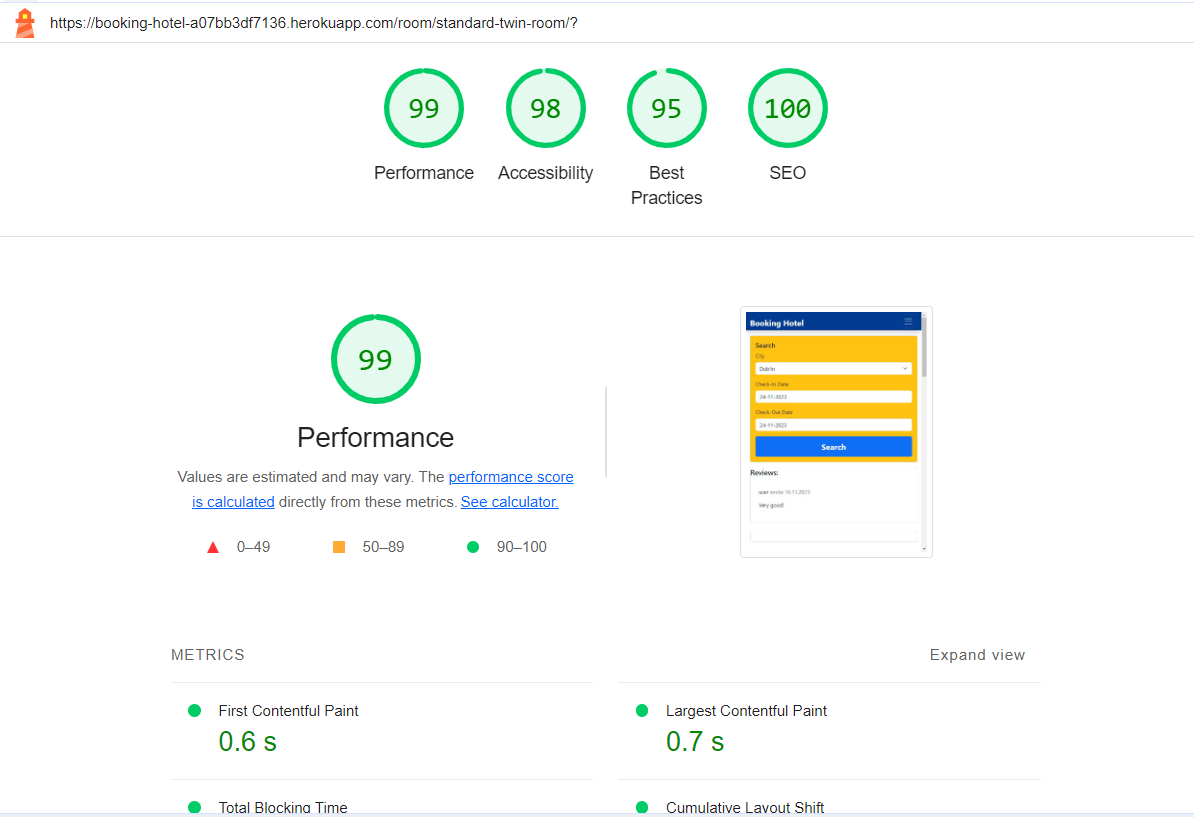 https://booking-hotel-a07bb3df7136.herokuapp.com/room/standard-twin-room/?
99
98
95
100
Performance
Accessibility
Best
Practices
SEO
99
Performance
Values are estimated and may vary. The performance score
is calculated directly from these metrics. See calculator.
0–49
50–89
90–100
Booking Hotel
Search
City
Dublin
Check-In Date
24-11-2023
Check-Out Date
24-11-2023
Search
Reviews:
user wrote 16.11.2023
Very good!
METRICS
Expand view
First Contentful Paint
0.6 s
Largest Contentful Paint
0.7 s
Total Blocking Time
Cumulative Layout Shift